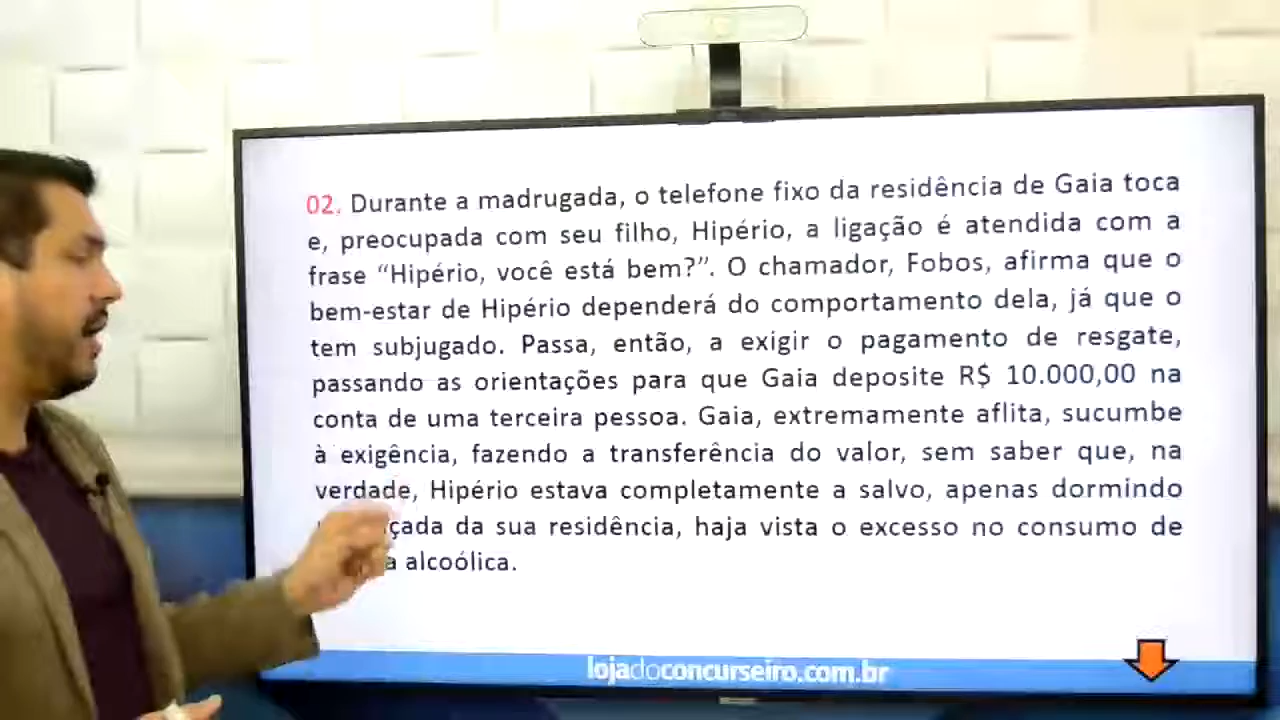 02. Durante a madrugada, o telefone fixo da residência de Gaia toca
e, preocupada com seu filho, Hipério, a ligação é atendida com a
frase “Hipério, você está bem?”. O chamador, Fobos, afirma que o
bem-estar de Hipério dependerá do comportamento dela, já que o
tem subjugado. Passa, então, a exigir o pagamento de resgate,
passando as orientações para que Gaia deposite R$ 10.000,00 na
conta de uma terceira pessoa. Gaia, extremamente aflita, sucumbe
à exigência, fazendo a transferência do valor, sem saber que, na
verdade, Hipério estava completamente a salvo, apenas dormindo
da sua residência, haja vista o excesso no consumo de
alcoólica.
lojadoconcurseiro.com.br